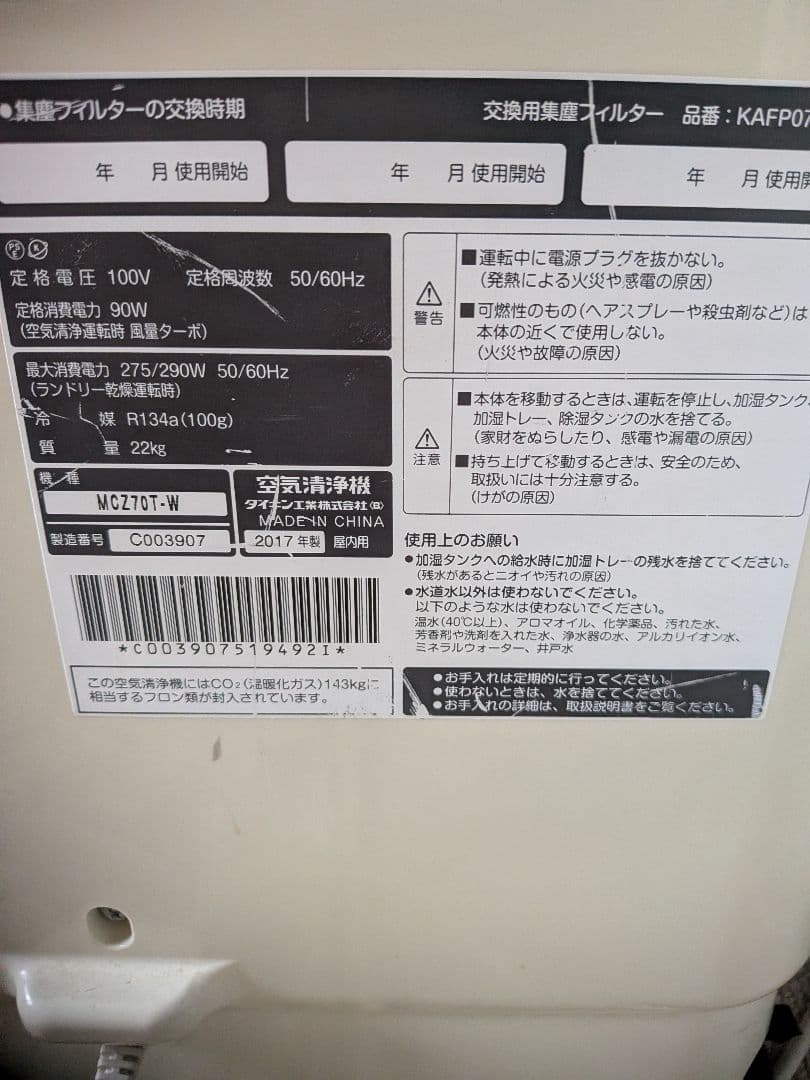 ●集塵フィルターの交換時期
交換用集塵フィルター 品番：KAFP07
年 月 使用開始
年 月 使用開始
年 月 使用開
PS E
定格電圧 100V 定格周波数 50/60Hz
定格消費電力 90W
(空気清浄運転時 風量ターボ)
最大消費電力 275/290W 50/60Hz
(ランドリー乾燥運転時)
冷媒 R134a(100g)
質量 22kg
機種
MCZ70T-W
製造番号 C003907
空気清浄機
ダイキン工業株式会社 Ⓑ
MADE IN CHINA
2017 年製 屋内用
*C003907519492I*
この空気清浄機にはCO₂(温暖化ガス)143kgに
相当するフロン類が封入されています。
警告
■運転中に電源プラグを抜かない。
(発熱による火災や感電の原因)
■可燃性のもの(ヘアスプレーや殺虫剤など)は
本体の近くで使用しない。
(火災や故障の原因)
注意
■本体を移動するときは、運転を停止し、加湿タンク、
加湿トレー、除湿タンクの水を捨てる。
(家財をぬらしたり、感電や漏電の原因)
■持ち上げて移動するときは、安全のため、
取扱いには十分注意する。
(けがの原因)
使用上のお願い
●加湿タンクへの給水時に加湿トレーの残水を捨ててください。
(残水があるとニオイや汚れの原因)
●水道水以外は使わないでください。
以下のような水は使わないでください。
温水(40℃以上)、アロマオイル、化学薬品、汚れた水、
芳香剤や洗剤を入れた水、浄水器の水、アルカリイオン水、
ミネラルウォーター、井戸水
●お手入れは定期的に行ってください。
●使わないときは、水を捨ててください。
●お手入れの詳細は、取扱説明書をご覧ください。